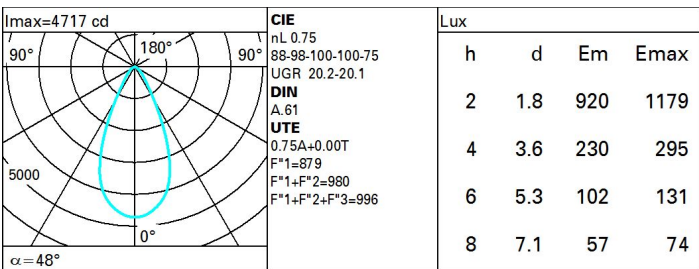 Imax=4717 cd
90°
180°
90°
5000
0°
α=48°
CIE
nL 0.75
88-98-100-100-75
UGR 20.2-20.1
DIN
A.61
UTE
0.75A+0.00T
F"1=879
F"1+F"2=980
F"1+F"2+F"3=996
Lux
h d Em Emax
2 1.8 920 1179
4 3.6 230 295
6 5.3 102 131
8 7.1 57 74